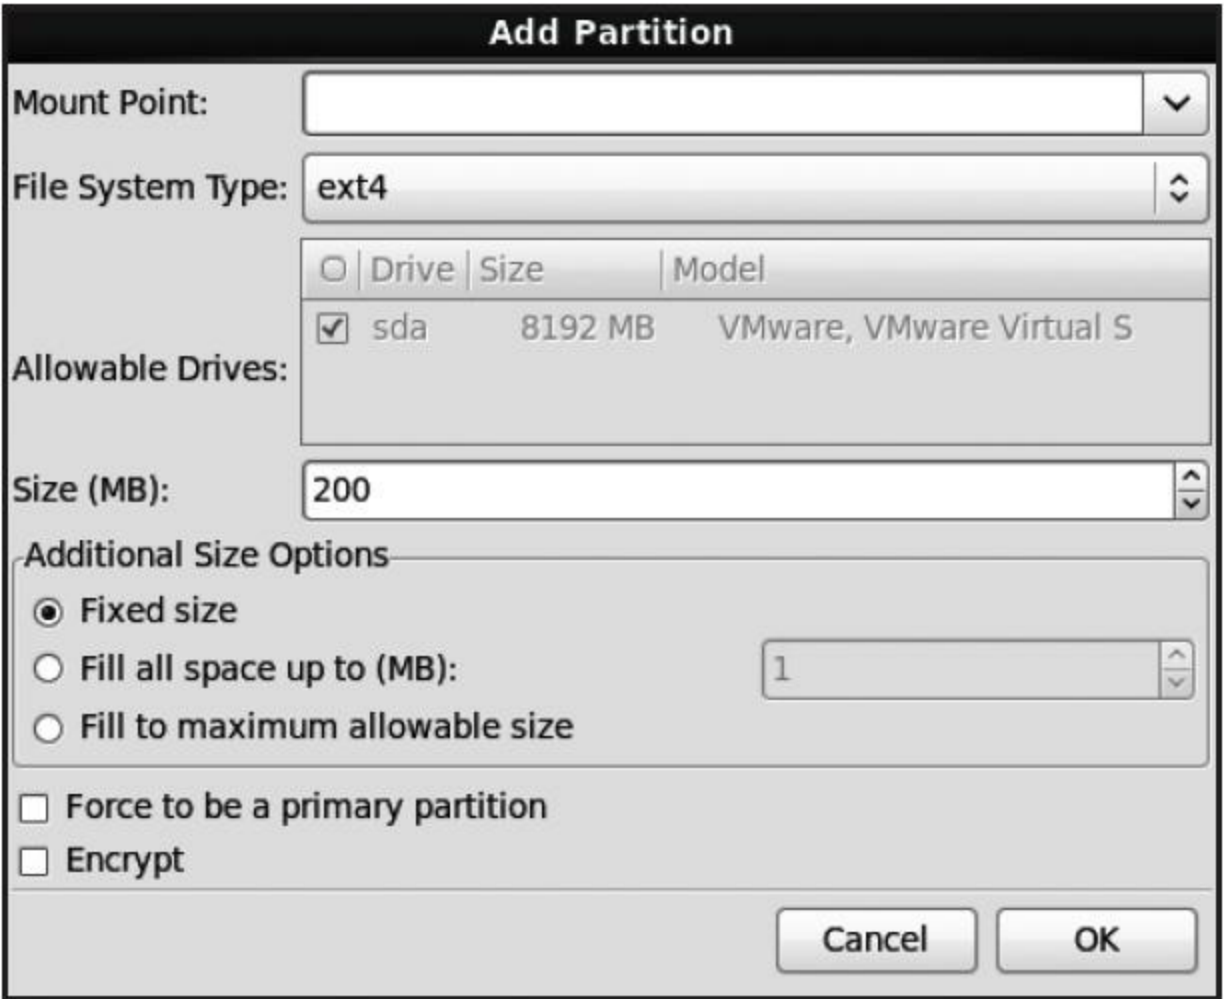 Add Partition
Mount Point:
File System Type: ext4
Drive Size Model
sda 8192 MB VMware, VMware Virtual S
Allowable Drives:
Size (MB): 200
Additional Size Options
Fixed size
Fill all space up to (MB): 1
Fill to maximum allowable size
Force to be a primary partition
Encrypt
Cancel OK